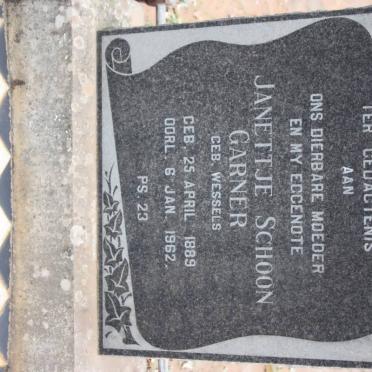 TER GEDAGTENIS
AAN
ONS DIERBARE MOEDER
EN MY EGGENOTE
JANETTJE SCHOON
GARNER
GEB. WESSELS
GEB. 25 APRIL 1889
OORL. 6 JAN. 1962.
PS. 23